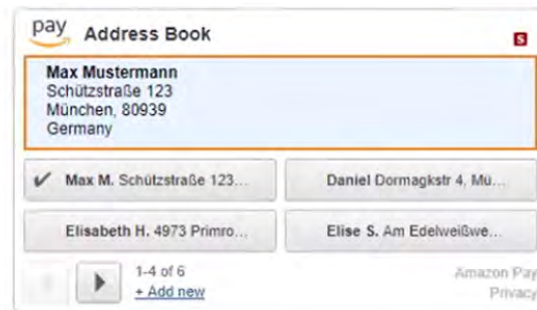 pay Address Book
S
Max Mustermann
Schützstraße 123
München, 80939
Germany
Max M. Schützstraße 123...
Daniel Dormagkstr 4, Mü...
Elisabeth H. 4973 Primro...
Elise S. Am Edelweißwe...
1-4 of 6
+ Add new
Amazon Pay
Privacy